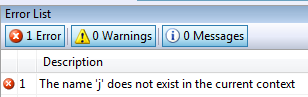 Error List
1 Error
0 Warnings
0 Messages
Description
1 The name 'j' does not exist in the current context